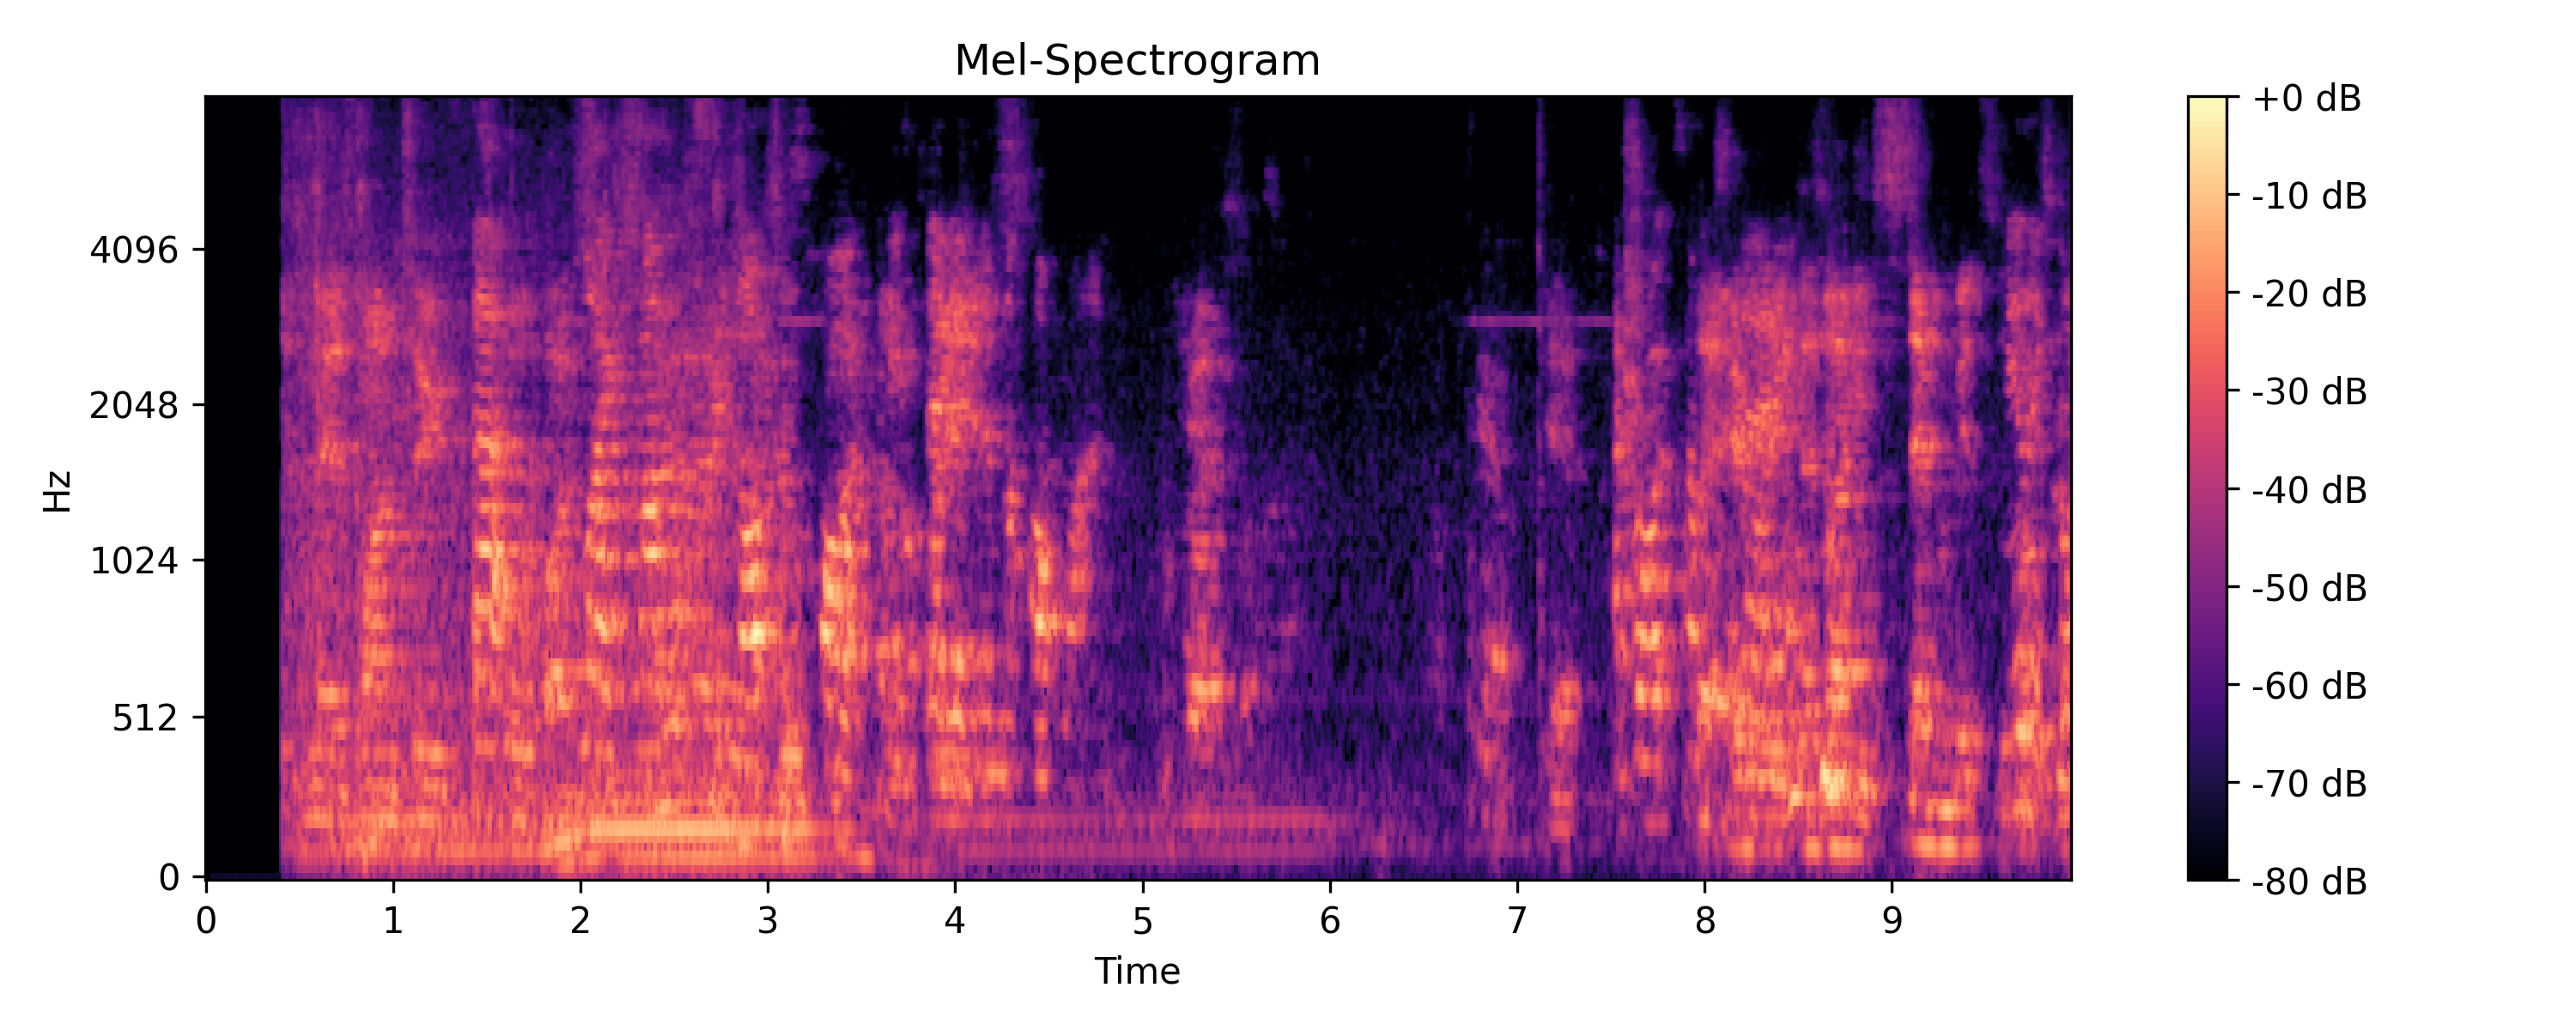 Mel-Spectrogram
+0 dB
-10 dB
-20 dB
-30 dB
-40 dB
-50 dB
-60 dB
-70 dB
-80 dB
4096
2048
1024
512
0
Hz
0 1 2 3 4 5 6 7 8 9
Time